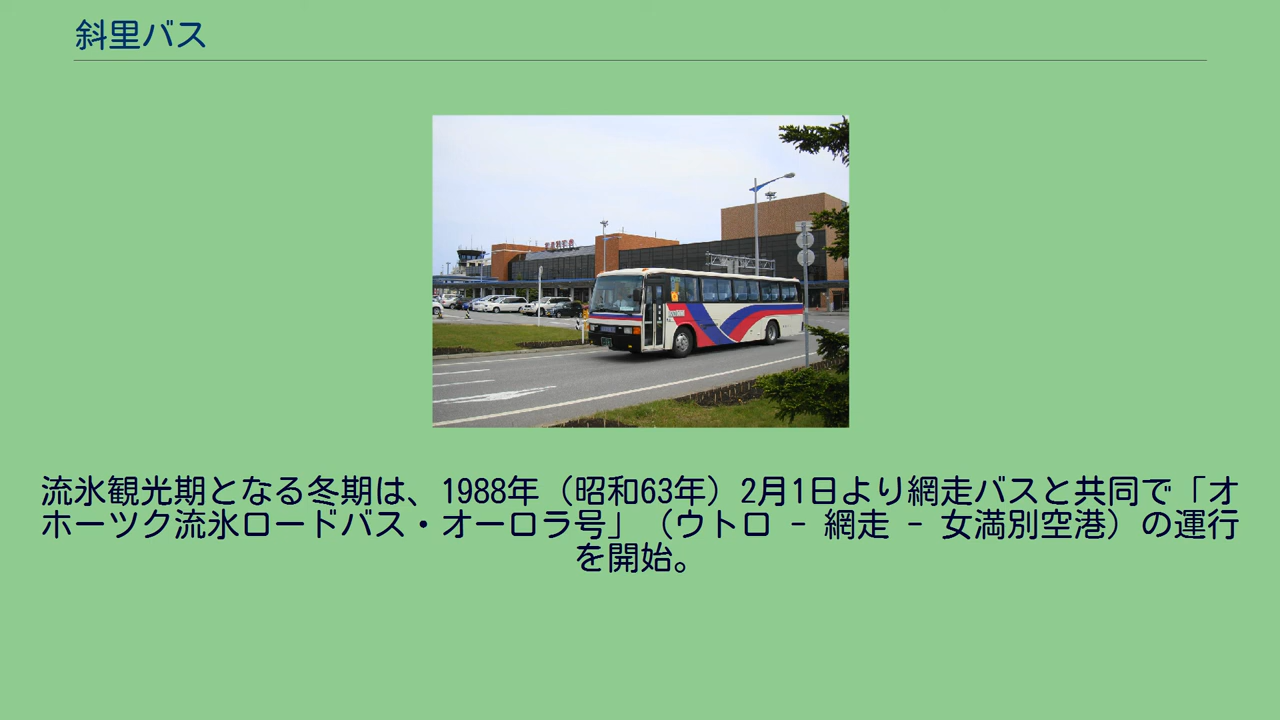 斜里バス
流氷観光期となる冬期は、1988年（昭和63年）2月1日より網走バスと共同で「オ
ホーツク流氷ロードバス・オーロラ号」（ウトロ - 網走 - 女満別空港）の運行
を開始。